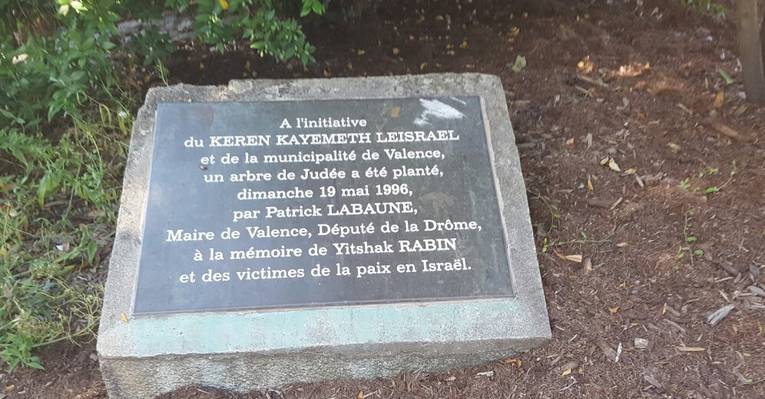 A l'initiative
du KEREN KAYEMETH LEISRAEL
et de la municipalité de Valence,
un arbre de Judée a été planté,
dimanche 19 mai 1996,
par Patrick LABAUNE,
Maire de Valence, Député de la Drôme,
à la mémoire de Yitshak RABIN
et des victimes de la paix en Israël.